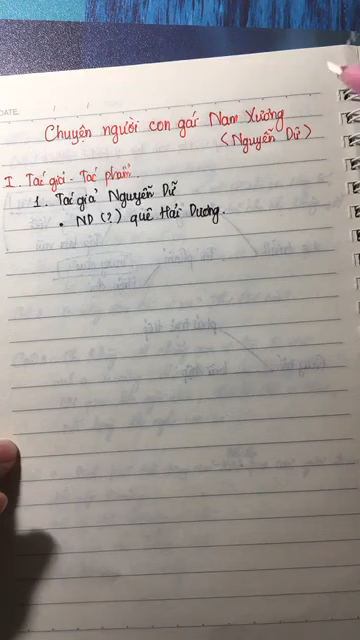 DATE / /
Chuyện người con gái Nam Xương
(Nguyễn Dữ)
I. Tác giả - Tác phẩm
1. Tác giả Nguyễn Dữ
• ND (?) quê Hải Dương.